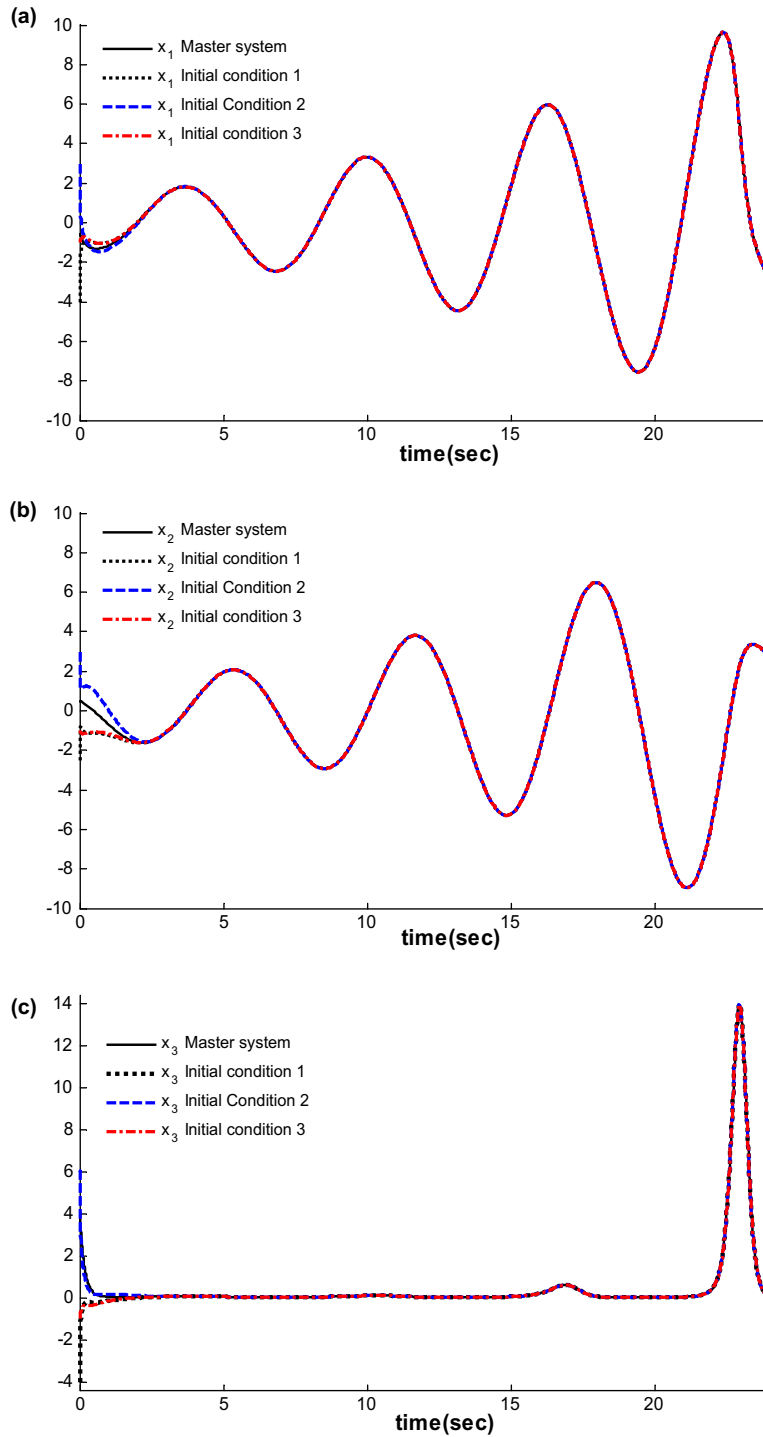 (a)
x1 Master system
x1 Initial condition 1
x1 Initial Condition 2
x1 Initial condition 3
10
8
6
4
2
0
-2
-4
-6
-8
-10
0 5 10 15 20
time(sec)
(b)
x2 Master system
x2 Initial condition 1
x2 Initial Condition 2
x2 Initial condition 3
10
8
6
4
2
0
-2
-4
-6
-8
-10
0 5 10 15 20
time(sec)
(c)
x3 Master system
x3 Initial condition 1
x3 Initial Condition 2
x3 Initial condition 3
14
12
10
8
6
4
2
0
-2
-4
0 5 10 15 20
time(sec)